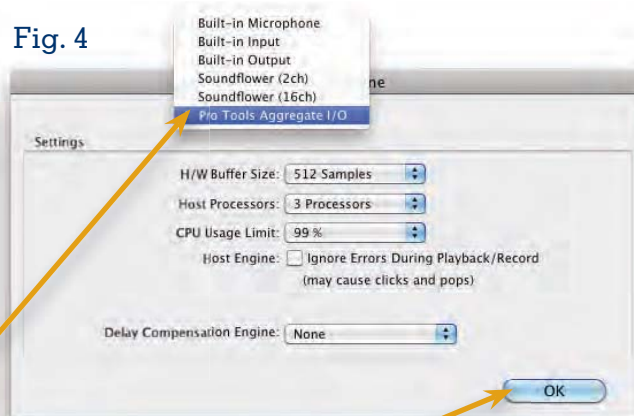 Fig. 4
Built-in Microphone
Built-in Input
Built-in Output
Soundflower (2ch)
Soundflower (16ch)
Pro Tools Aggregate I/O
ne
Settings
H/W Buffer Size: 512 Samples
Host Processors: 3 Processors
CPU Usage Limit: 99 %
Host Engine: Ignore Errors During Playback/Record
(may cause clicks and pops)
Delay Compensation Engine: None
OK